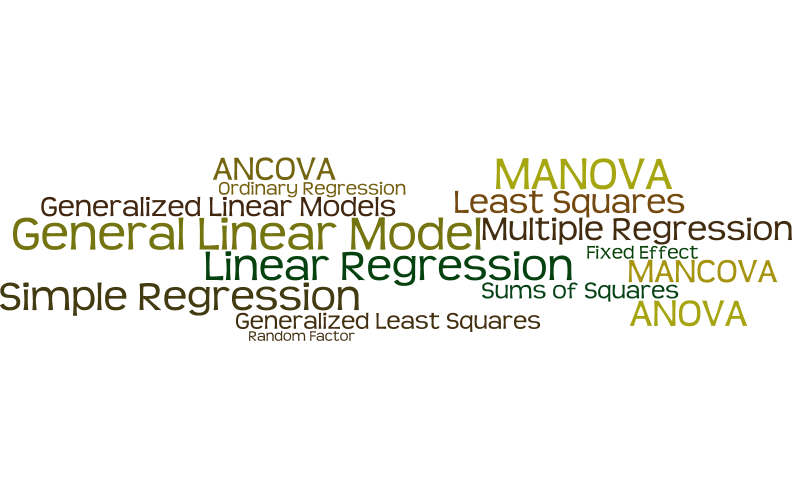 ANCOVA
MANOVA
Ordinary Regression
Least Squares
Generalized Linear Models
General Linear Model
Multiple Regression
Fixed Effect
Linear Regression
MANCOVA
Simple Regression
Sums of Squares
ANOVA
Generalized Least Squares
Random Factor